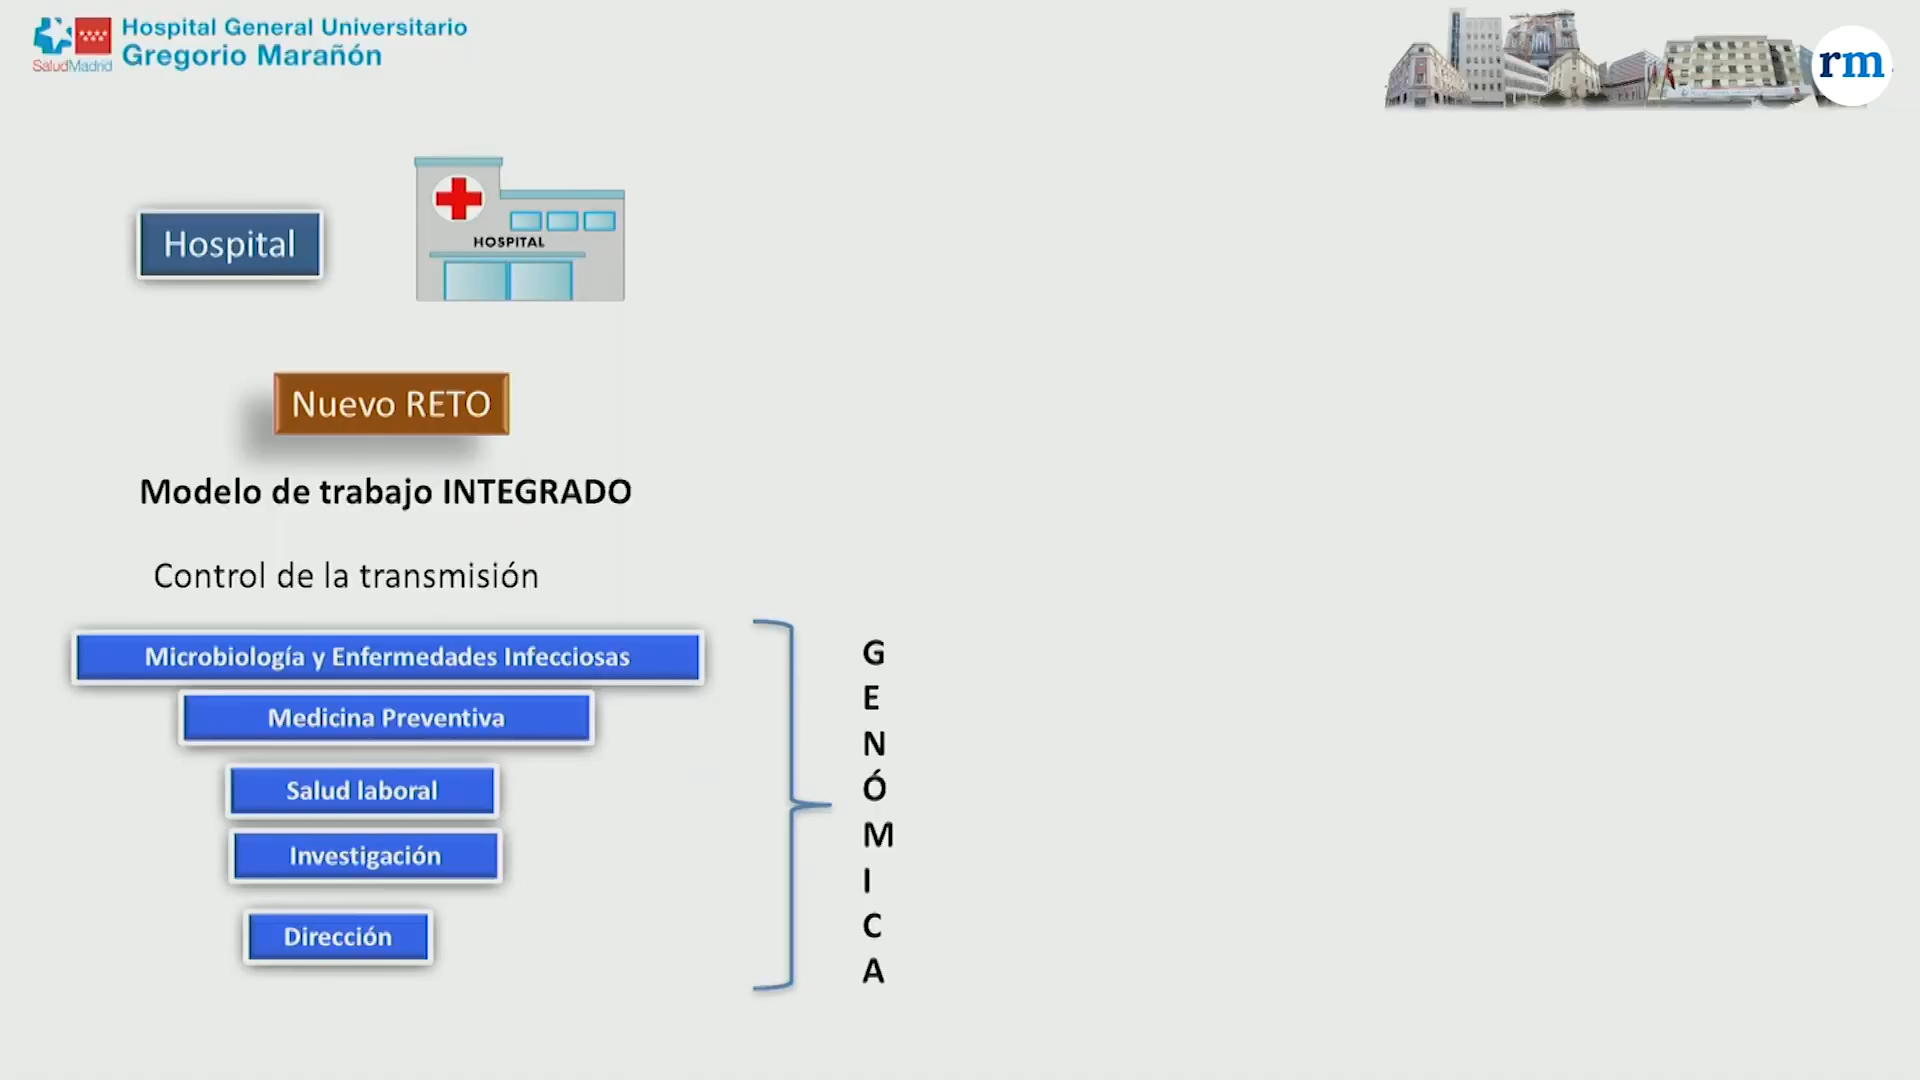 Hospital General Universitario
Gregorio Marañón
SaludMadrid
rm
Hospital
HOSPITAL
Nuevo RETO
Modelo de trabajo INTEGRADO
Control de la transmisión
Microbiología y Enfermedades Infecciosas
Medicina Preventiva
Salud laboral
Investigación
Dirección
G
E
N
Ó
M
I
C
A